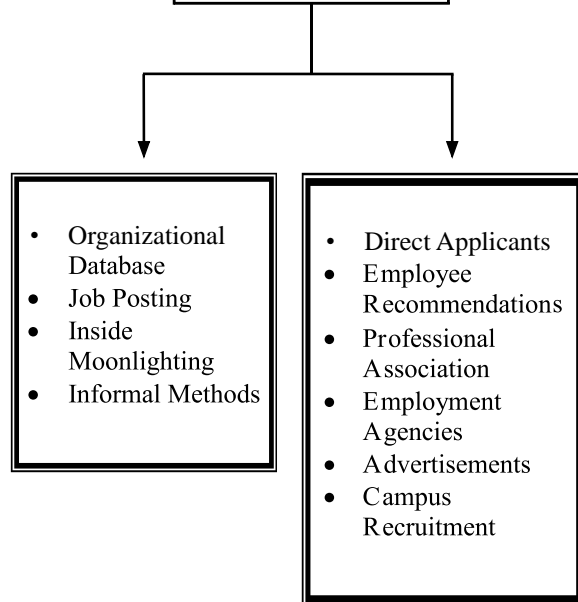 • Organizational
Database
• Job Posting
• Inside
Moonlighting
• Informal Methods
• Direct Applicants
• Employee
Recommendations
• Professional
Association
• Employment
Agencies
• Advertisements
• Campus
Recruitment